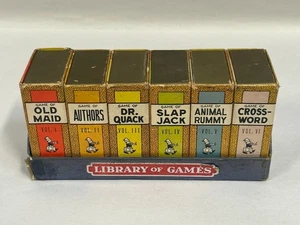 GAME OF
OLD
MAID
VOL. I
GAME OF
AUTHORS
VOL. II
GAME OF
DR.
QUACK
VOL. III
GAME OF
SLAP
JACK
VOL. IV
GAME OF
ANIMAL
RUMMY
VOL. V
GAME OF
CROSS-
WORD
VOL. VI
LIBRARY OF GAMES